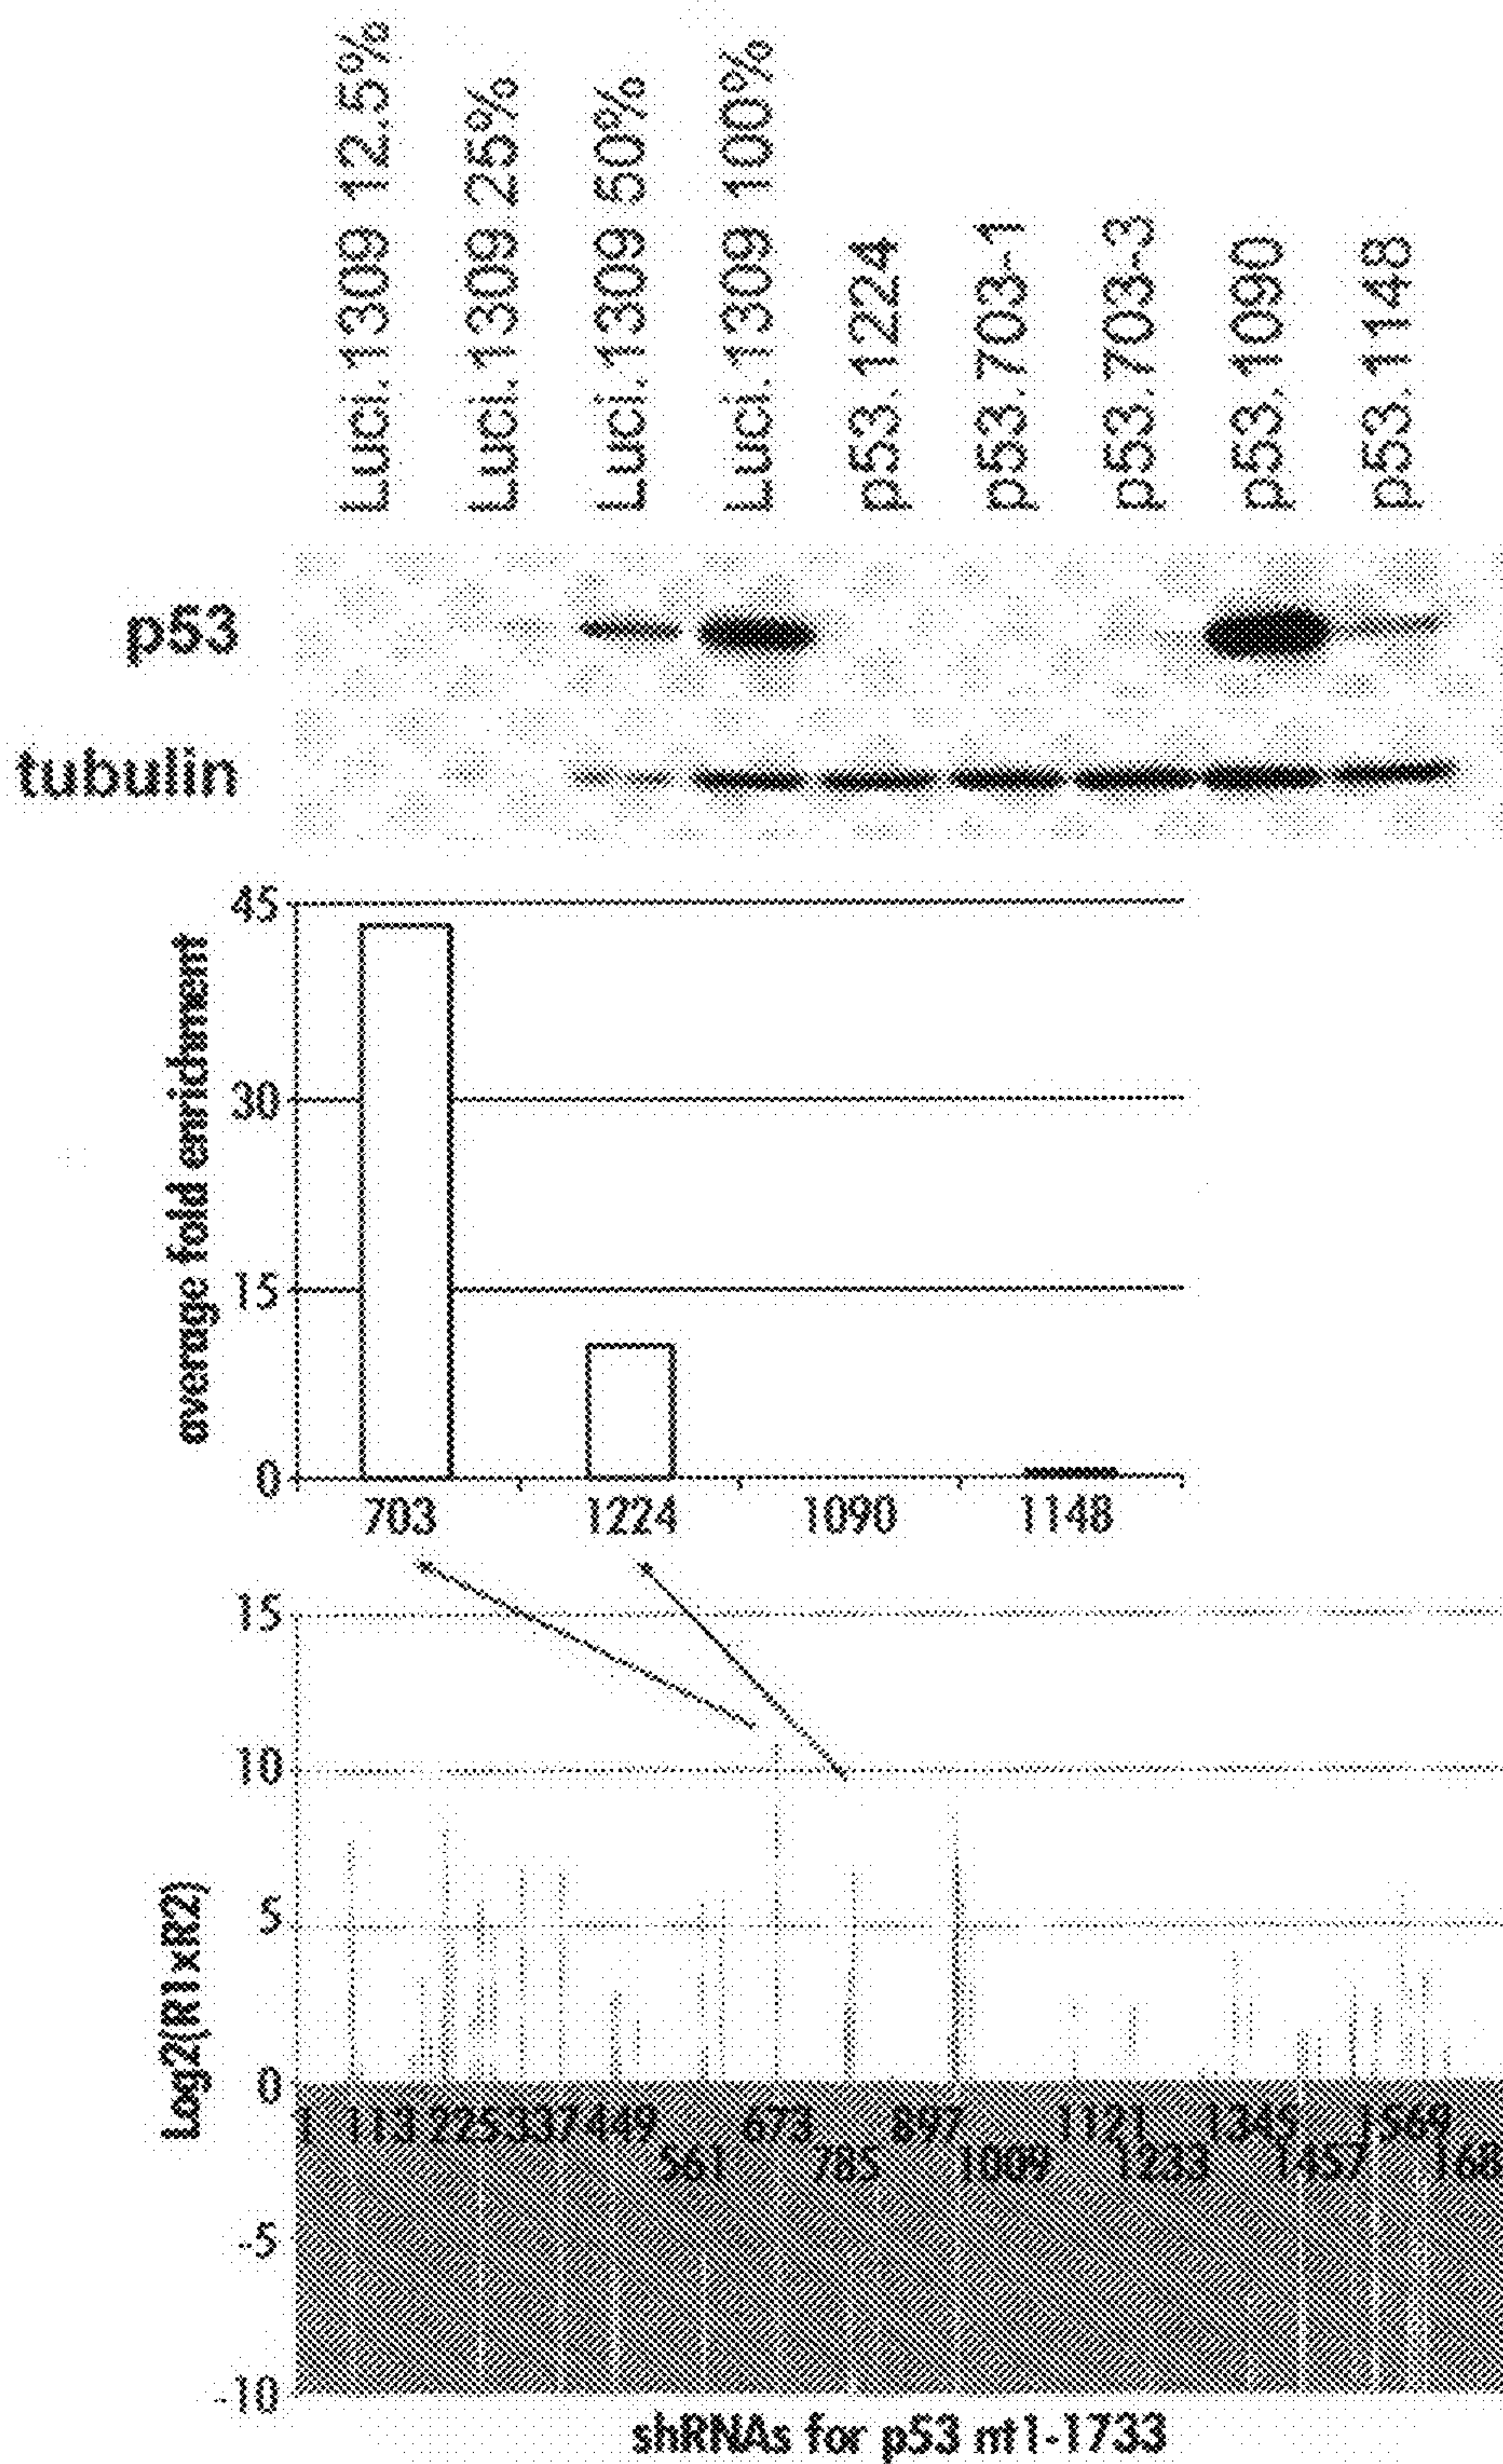 Luci.1309 12.5%
Luci.1309 25%
Luci.1309 50%
Luci.1309 100%
p53.1224
p53.703-1
p53.703-3
p53.1090
p53.1148
p53
tubulin
average fold enrichment
45
30
15
0
703 1224 1090 1148
Log2(R1xR2)
15
10
5
0
1 113 225 337 449 673 897 1121 1345 1569
561 785 1009 1233 1457 168
-5
-10
shRNAs for p53 nt1-1733